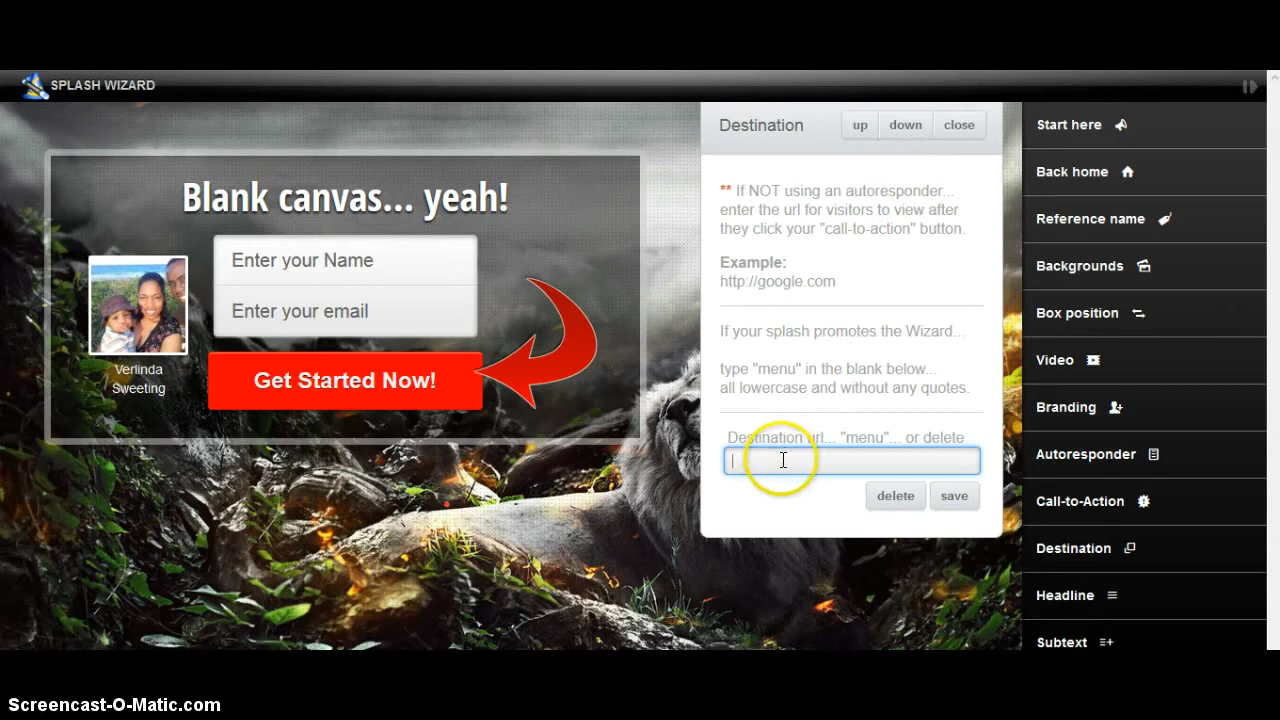 SPLASH WIZARD
Blank canvas... yeah!
Enter your Name
Enter your email
Verlinda
Sweeting
Get Started Now!
Destination
up
down
close
** If NOT using an autoresponder...
enter the url for visitors to view after
they click your "call-to-action" button.
Example:
http://google.com
If your splash promotes the Wizard...
type "menu" in the blank below...
all lowercase and without any quotes.
Destination url... "menu"... or delete
delete
save
Start here
Back home
Reference name
Backgrounds
Box position
Video
Branding
Autoresponder
Call-to-Action
Destination
Headline
Subtext
Screencast-O-Matic.com